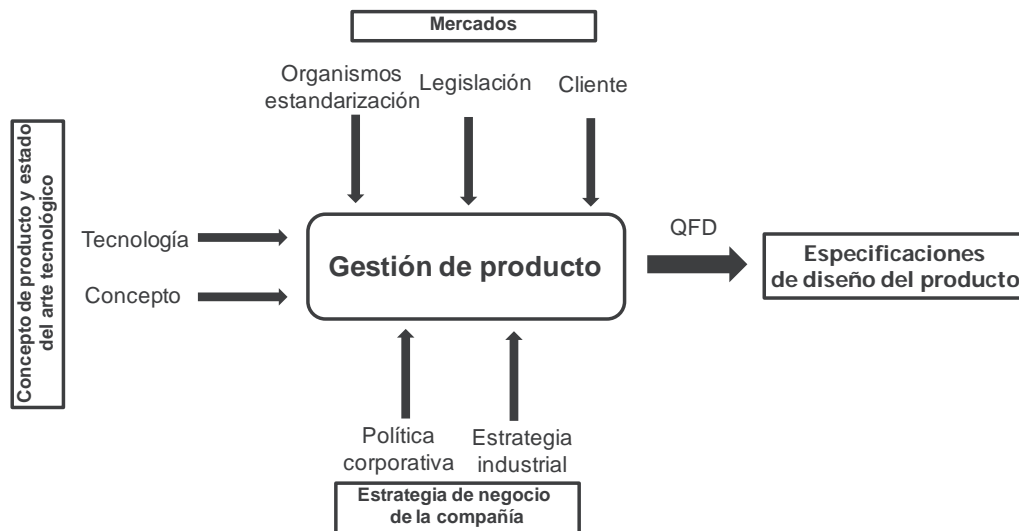 Mercados
Organismos
estandarización
Legislación
Cliente
Concepto de producto y estado
del arte tecnológico
Tecnología
Concepto
Gestión de producto
QFD
Especificaciones
de diseño del producto
Política
corporativa
Estrategia
industrial
Estrategia de negocio
de la compañía